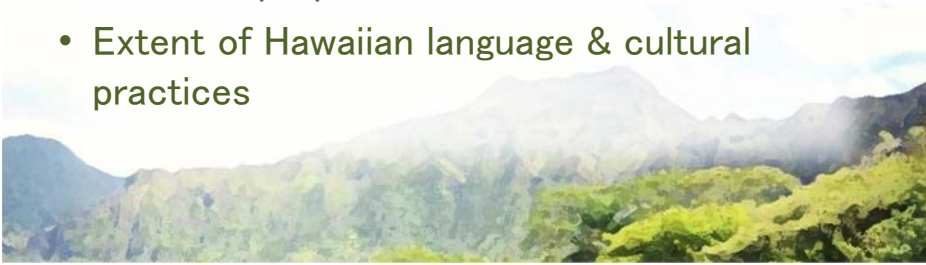 • Extent of Hawaiian language & cultural
practices